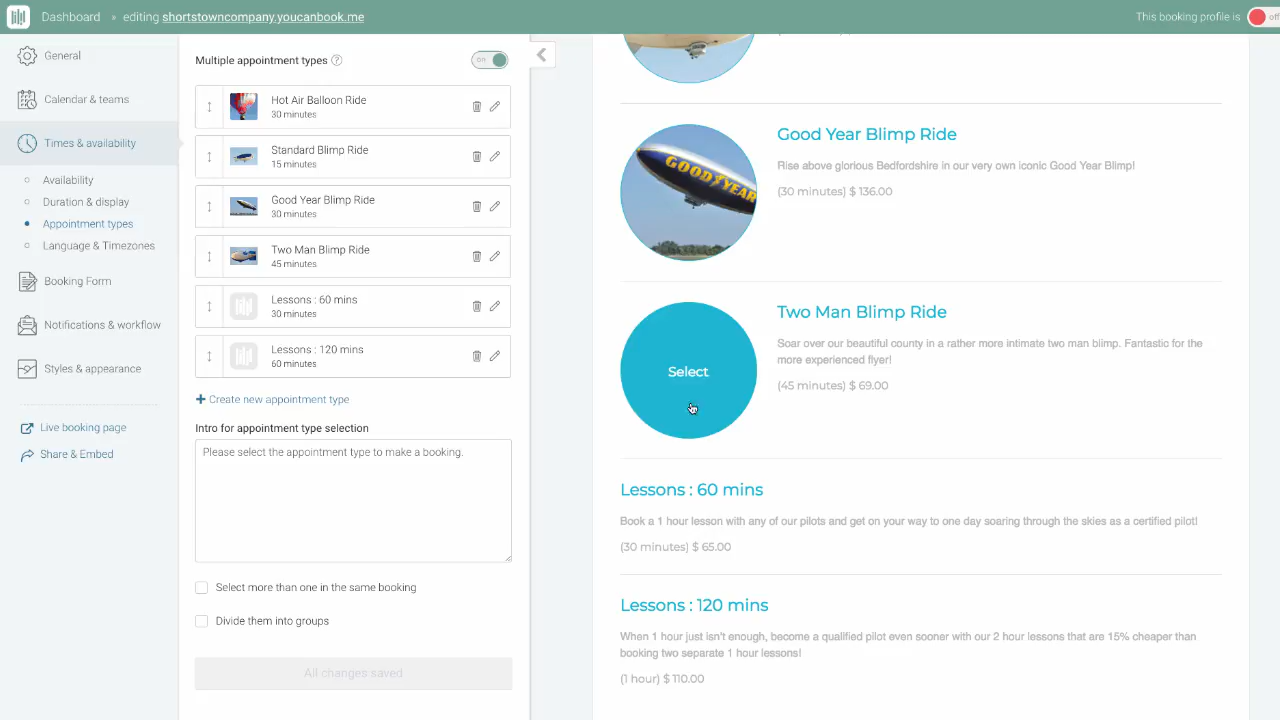 Dashboard » editing shortstowncompany.youcanbook.me
This booking profile is off
General
Calendar & teams
Times & availability
Availability
Duration & display
Appointment types
Language & Timezones
Booking Form
Notifications & workflow
Styles & appearance
Live booking page
Share & Embed
Multiple appointment types ?
ON
Hot Air Balloon Ride
30 minutes
Standard Blimp Ride
15 minutes
Good Year Blimp Ride
30 minutes
Two Man Blimp Ride
45 minutes
Lessons : 60 mins
30 minutes
Lessons : 120 mins
60 minutes
+ Create new appointment type
Intro for appointment type selection
Please select the appointment type to make a booking.
Select more than one in the same booking
Divide them into groups
All changes saved
GOODYEAR
Good Year Blimp Ride
Rise above glorious Bedfordshire in our very own iconic Good Year Blimp!
(30 minutes) $ 136.00
Select
Two Man Blimp Ride
Soar over our beautiful county in a rather more intimate two man blimp. Fantastic for the
more experienced flyer!
(45 minutes) $ 69.00
Lessons : 60 mins
Book a 1 hour lesson with any of our pilots and get on your way to one day soaring through the skies as a certified pilot!
(30 minutes) $ 65.00
Lessons : 120 mins
When 1 hour just isn't enough, become a qualified pilot even sooner with our 2 hour lessons that are 15% cheaper than
booking two separate 1 hour lessons!
(1 hour) $ 110.00